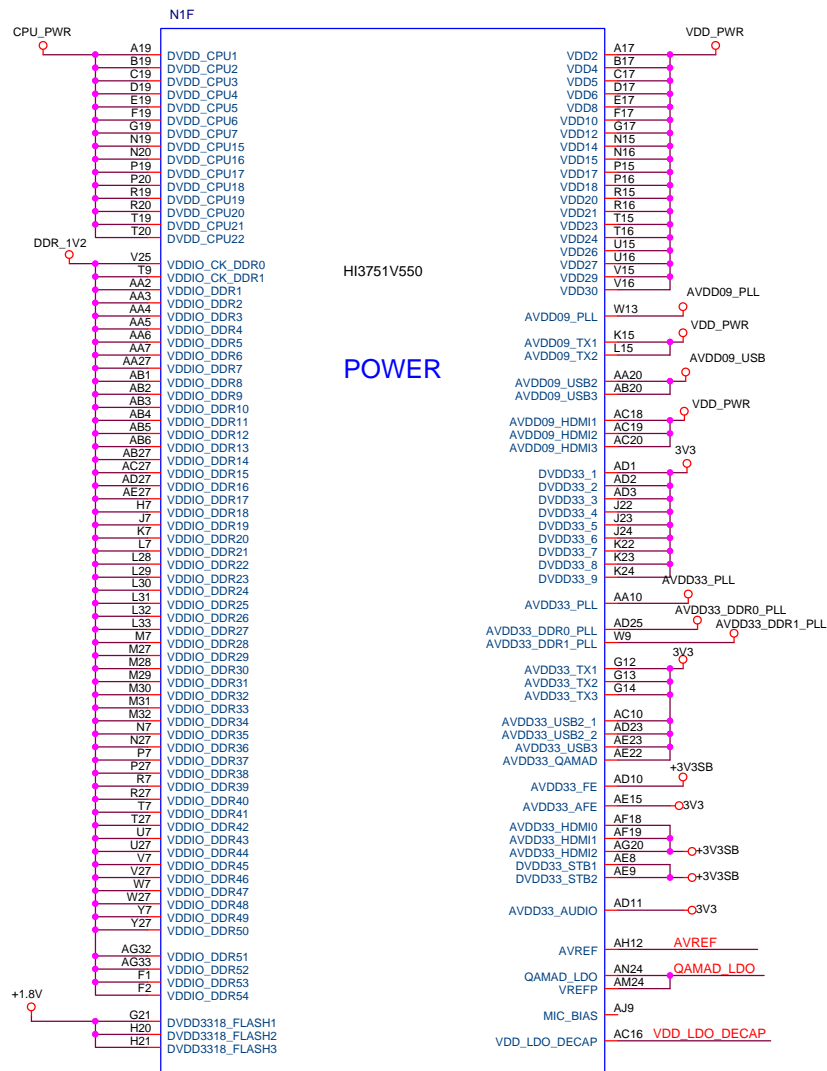 N1F
CPU_PWR
VDD_PWR
A19 DVDD_CPU1
B19 DVDD_CPU2
C19 DVDD_CPU3
D19 DVDD_CPU4
E19 DVDD_CPU5
F19 DVDD_CPU6
G19 DVDD_CPU7
N19 DVDD_CPU15
N20 DVDD_CPU16
P19 DVDD_CPU17
P20 DVDD_CPU18
R19 DVDD_CPU19
R20 DVDD_CPU20
T19 DVDD_CPU21
T20 DVDD_CPU22
DDR_1V2
V25 VDDIO_CK_DDR0
T9 VDDIO_CK_DDR1
AA2 VDDIO_DDR1
AA3 VDDIO_DDR2
AA4 VDDIO_DDR3
AA5 VDDIO_DDR4
AA6 VDDIO_DDR5
AA7 VDDIO_DDR6
AA27 VDDIO_DDR7
AB1 VDDIO_DDR8
AB2 VDDIO_DDR9
AB3 VDDIO_DDR10
AB4 VDDIO_DDR11
AB5 VDDIO_DDR12
AB6 VDDIO_DDR13
AB27 VDDIO_DDR14
AC27 VDDIO_DDR15
AD27 VDDIO_DDR16
AE27 VDDIO_DDR17
H7 VDDIO_DDR18
J7 VDDIO_DDR19
K7 VDDIO_DDR20
L7 VDDIO_DDR21
L28 VDDIO_DDR22
L29 VDDIO_DDR23
L30 VDDIO_DDR24
L31 VDDIO_DDR25
L32 VDDIO_DDR26
L33 VDDIO_DDR27
M7 VDDIO_DDR28
M27 VDDIO_DDR29
M28 VDDIO_DDR30
M29 VDDIO_DDR31
M30 VDDIO_DDR32
M31 VDDIO_DDR33
M32 VDDIO_DDR34
N7 VDDIO_DDR35
N27 VDDIO_DDR36
P7 VDDIO_DDR37
P27 VDDIO_DDR38
R7 VDDIO_DDR39
R27 VDDIO_DDR40
T7 VDDIO_DDR41
T27 VDDIO_DDR42
U7 VDDIO_DDR43
U27 VDDIO_DDR44
V7 VDDIO_DDR45
V27 VDDIO_DDR46
W7 VDDIO_DDR47
W27 VDDIO_DDR48
Y7 VDDIO_DDR49
Y27 VDDIO_DDR50
AG32 VDDIO_DDR51
AG33 VDDIO_DDR52
F1 VDDIO_DDR53
F2 VDDIO_DDR54
+1.8V
G21 DVDD3318_FLASH1
H20 DVDD3318_FLASH2
H21 DVDD3318_FLASH3
HI3751V550
POWER
VDD2 A17
VDD4 B17
VDD5 C17
VDD6 D17
VDD8 E17
VDD10 F17
VDD12 G17
VDD14 N15
VDD15 N16
VDD17 P15
VDD18 P16
VDD20 R15
VDD21 R16
VDD23 T15
VDD24 T16
VDD26 U15
VDD27 U16
VDD29 V15
VDD30 V16
AVDD09_PLL
AVDD09_PLL W13
VDD_PWR
AVDD09_TX1 K15
AVDD09_TX2 L15
AVDD09_USB
AVDD09_USB2 AA20
AVDD09_USB3 AB20
VDD_PWR
AVDD09_HDMI1 AC18
AVDD09_HDMI2 AC19
AVDD09_HDMI3 AC20
3V3
DVDD33_1 AD1
DVDD33_2 AD2
DVDD33_3 AD3
DVDD33_4 J22
DVDD33_5 J23
DVDD33_6 J24
DVDD33_7 K22
DVDD33_8 K23
DVDD33_9 K24
AVDD33_PLL
AVDD33_PLL AA10
AVDD33_DDR0_PLL
AVDD33_DDR1_PLL
AVDD33_DDR0_PLL AD25
AVDD33_DDR1_PLL W9
3V3
AVDD33_TX1 G12
AVDD33_TX2 G13
AVDD33_TX3 G14
AVDD33_USB2_1 AC10
AVDD33_USB2_2 AD23
AVDD33_USB3 AE23
AVDD33_QAMAD AE22
+3V3SB
AVDD33_FE AD10
AVDD33_AFE AE15 3V3
AVDD33_HDMI0 AF18
AVDD33_HDMI1 AF19
AVDD33_HDMI2 AG20 +3V3SB
DVDD33_STB1 AE8
DVDD33_STB2 AE9 +3V3SB
AVDD33_AUDIO AD11 3V3
AVREF AH12 AVREF
QAMAD_LDO AN24 QAMAD_LDO
VREFP AM24
MIC_BIAS AJ9
VDD_LDO_DECAP AC16 VDD_LDO_DECAP